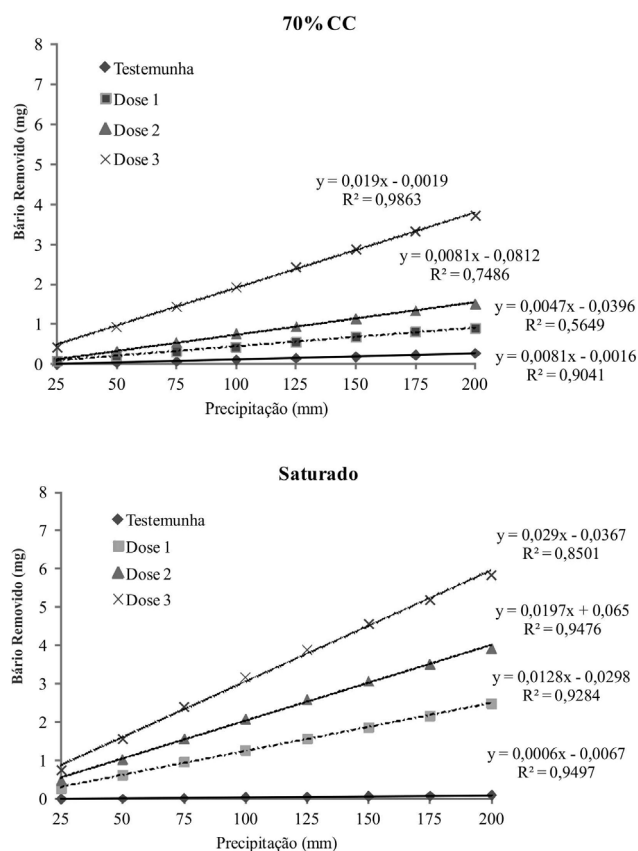 70% CC
8
7
6
5
4
3
2
1
0
Bário Removido (mg)
Testemunha
Dose 1
Dose 2
Dose 3
y = 0,019x - 0,0019
R² = 0,9863
y = 0,0081x - 0,0812
R² = 0,7486
y = 0,0047x - 0,0396
R² = 0,5649
y = 0,0081x - 0,0016
R² = 0,9041
25 50 75 100 125 150 175 200
Precipitação (mm)
Saturado
8
7
6
5
4
3
2
1
0
Bário Removido (mg)
Testemunha
Dose 1
Dose 2
Dose 3
y = 0,029x - 0,0367
R² = 0,8501
y = 0,0197x + 0,065
R² = 0,9476
y = 0,0128x - 0,0298
R² = 0,9284
y = 0,0006x - 0,0067
R² = 0,9497
25 50 75 100 125 150 175 200
Precipitação (mm)